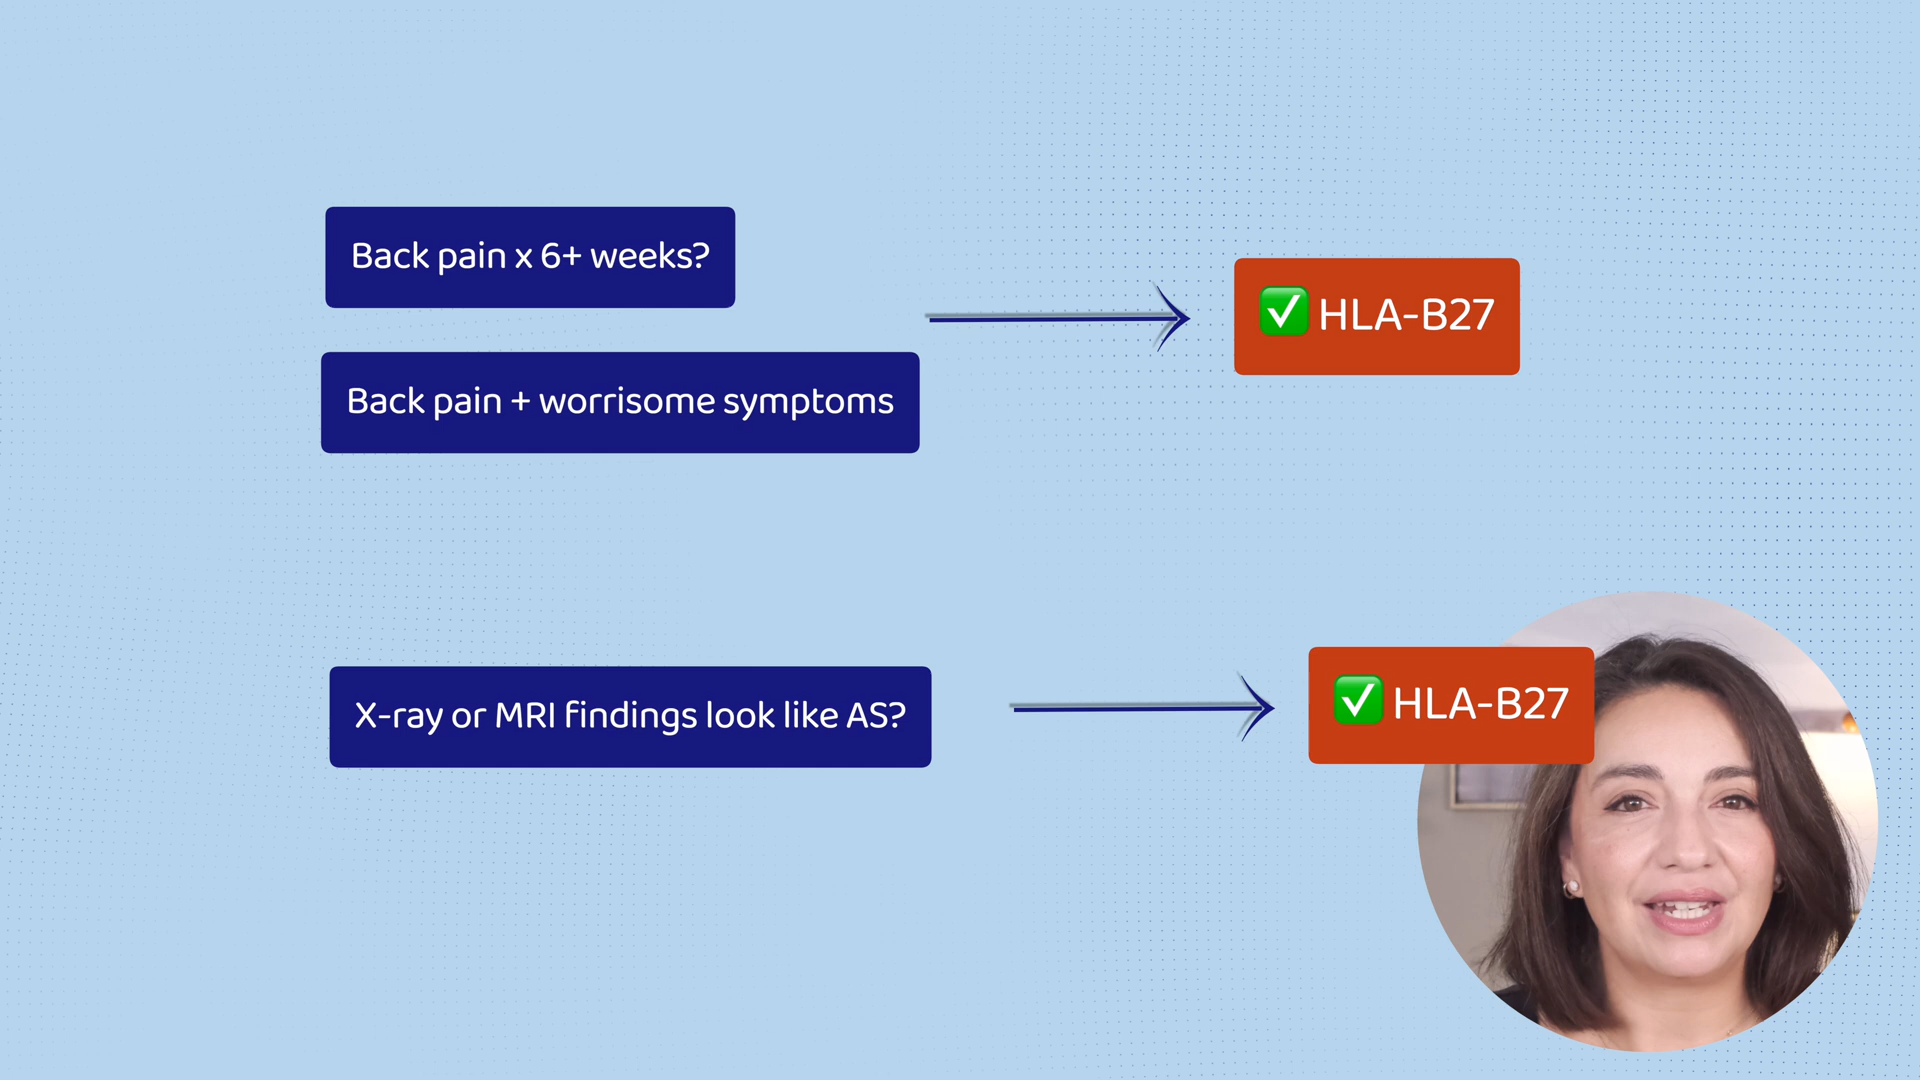 Back pain x 6+ weeks?
✅ HLA-B27
Back pain + worrisome symptoms
X-ray or MRI findings look like AS?
✅ HLA-B27